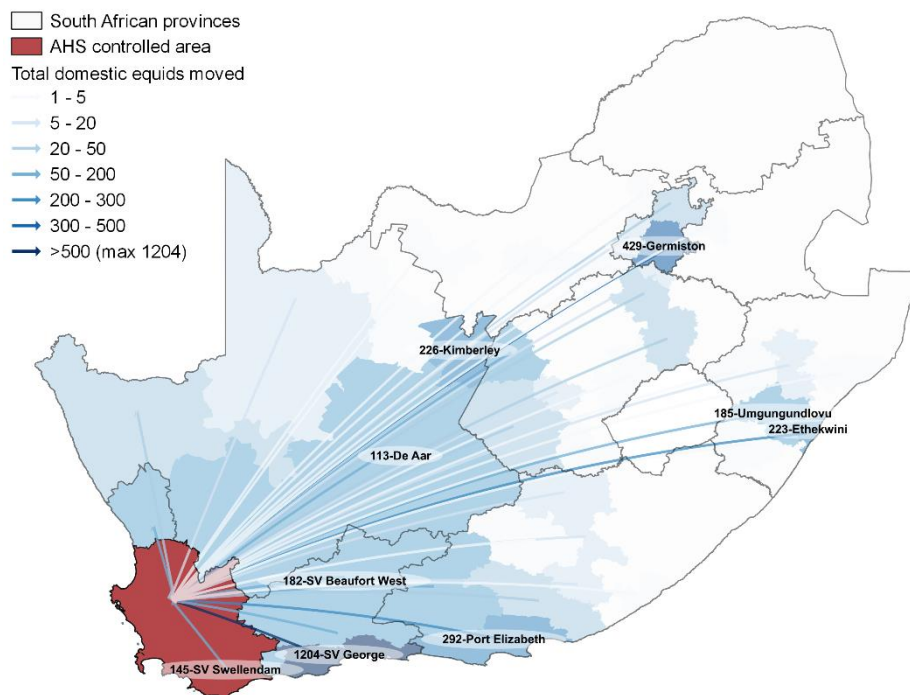 South African provinces
AHS controlled area
Total domestic equids moved
1 - 5
5 - 20
20 - 50
50 - 200
200 - 300
300 - 500
>500 (max 1204)
429-Germiston
226-Kimberley
185-Umgungundlovu
223-Ethekwini
113-De Aar
182-SV Beaufort West
292-Port Elizabeth
1204-SV George
145-SV Swellendam